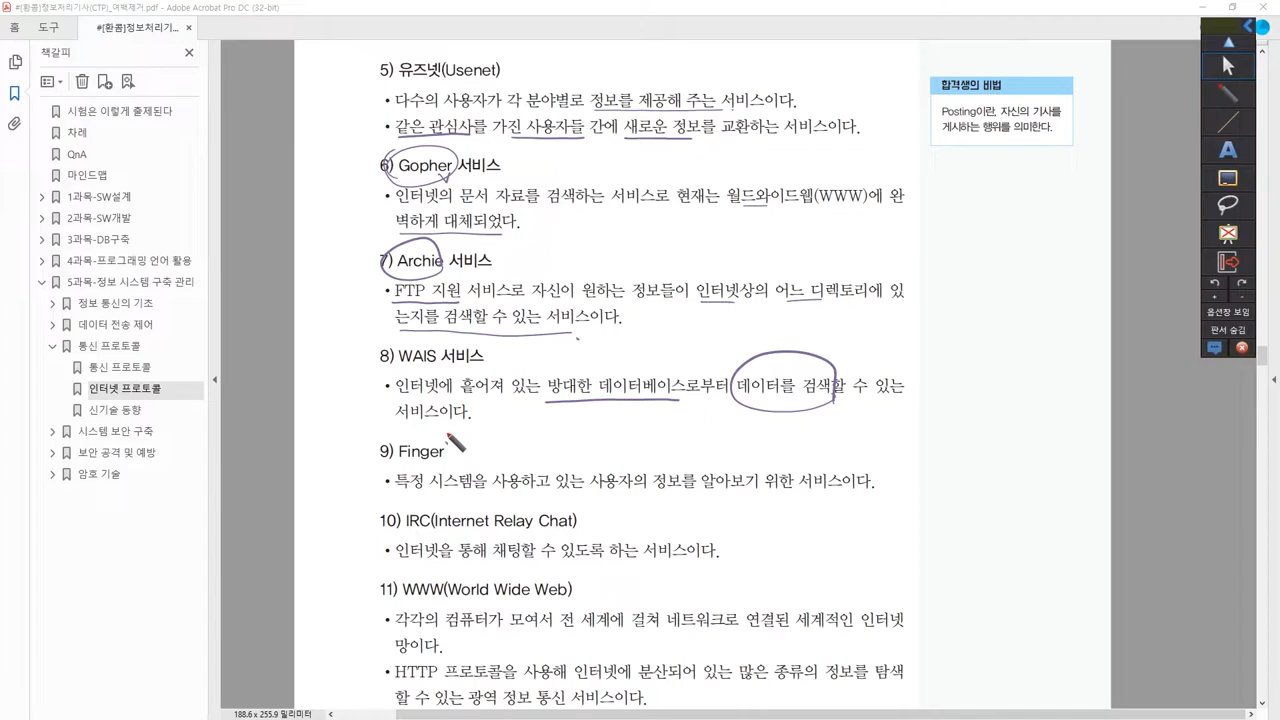 #[환콤]정보처리기사(CTP)_여백제거.pdf - Adobe Acrobat Pro DC (32-bit)
홈 도구 #[환콤]정보처리기... ×
책갈피
시험은 이렇게 출제된다
차례
QnA
마인드맵
1과목-SW설계
2과목-SW개발
3과목-DB구축
4과목-프로그래밍 언어 활용
5과목-정보 시스템 구축 관리
정보 통신의 기초
데이터 전송 제어
통신 프로토콜
통신 프로토콜
인터넷 프로토콜
신기술 동향
시스템 보안 구축
보안 공격 및 예방
암호 기술
5) 유즈넷(Usenet)
• 다수의 사용자가 각 분야별로 정보를 제공해 주는 서비스이다.
• 같은 관심사를 가진 사용자들 간에 새로운 정보를 교환하는 서비스이다.
6) Gopher 서비스
• 인터넷의 문서 자료를 검색하는 서비스로 현재는 월드와이드웹(WWW)에 완
벽하게 대체되었다.
7) Archie 서비스
• FTP 지원 서비스로 자신이 원하는 정보들이 인터넷상의 어느 디렉토리에 있
는지를 검색할 수 있는 서비스이다.
8) WAIS 서비스
• 인터넷에 흩어져 있는 방대한 데이터베이스로부터 데이터를 검색할 수 있는
서비스이다.
9) Finger
• 특정 시스템을 사용하고 있는 사용자의 정보를 알아보기 위한 서비스이다.
10) IRC(Internet Relay Chat)
• 인터넷을 통해 채팅할 수 있도록 하는 서비스이다.
11) WWW(World Wide Web)
• 각각의 컴퓨터가 모여서 전 세계에 걸쳐 네트워크로 연결된 세계적인 인터넷
망이다.
• HTTP 프로토콜을 사용해 인터넷에 분산되어 있는 많은 종류의 정보를 탐색
할 수 있는 광역 정보 통신 서비스이다.
합격생의 비법
Posting이란, 자신의 기사를
게시하는 행위를 의미한다.
옵션창 보임
판서 숨김
188.6 x 255.9 밀리미터